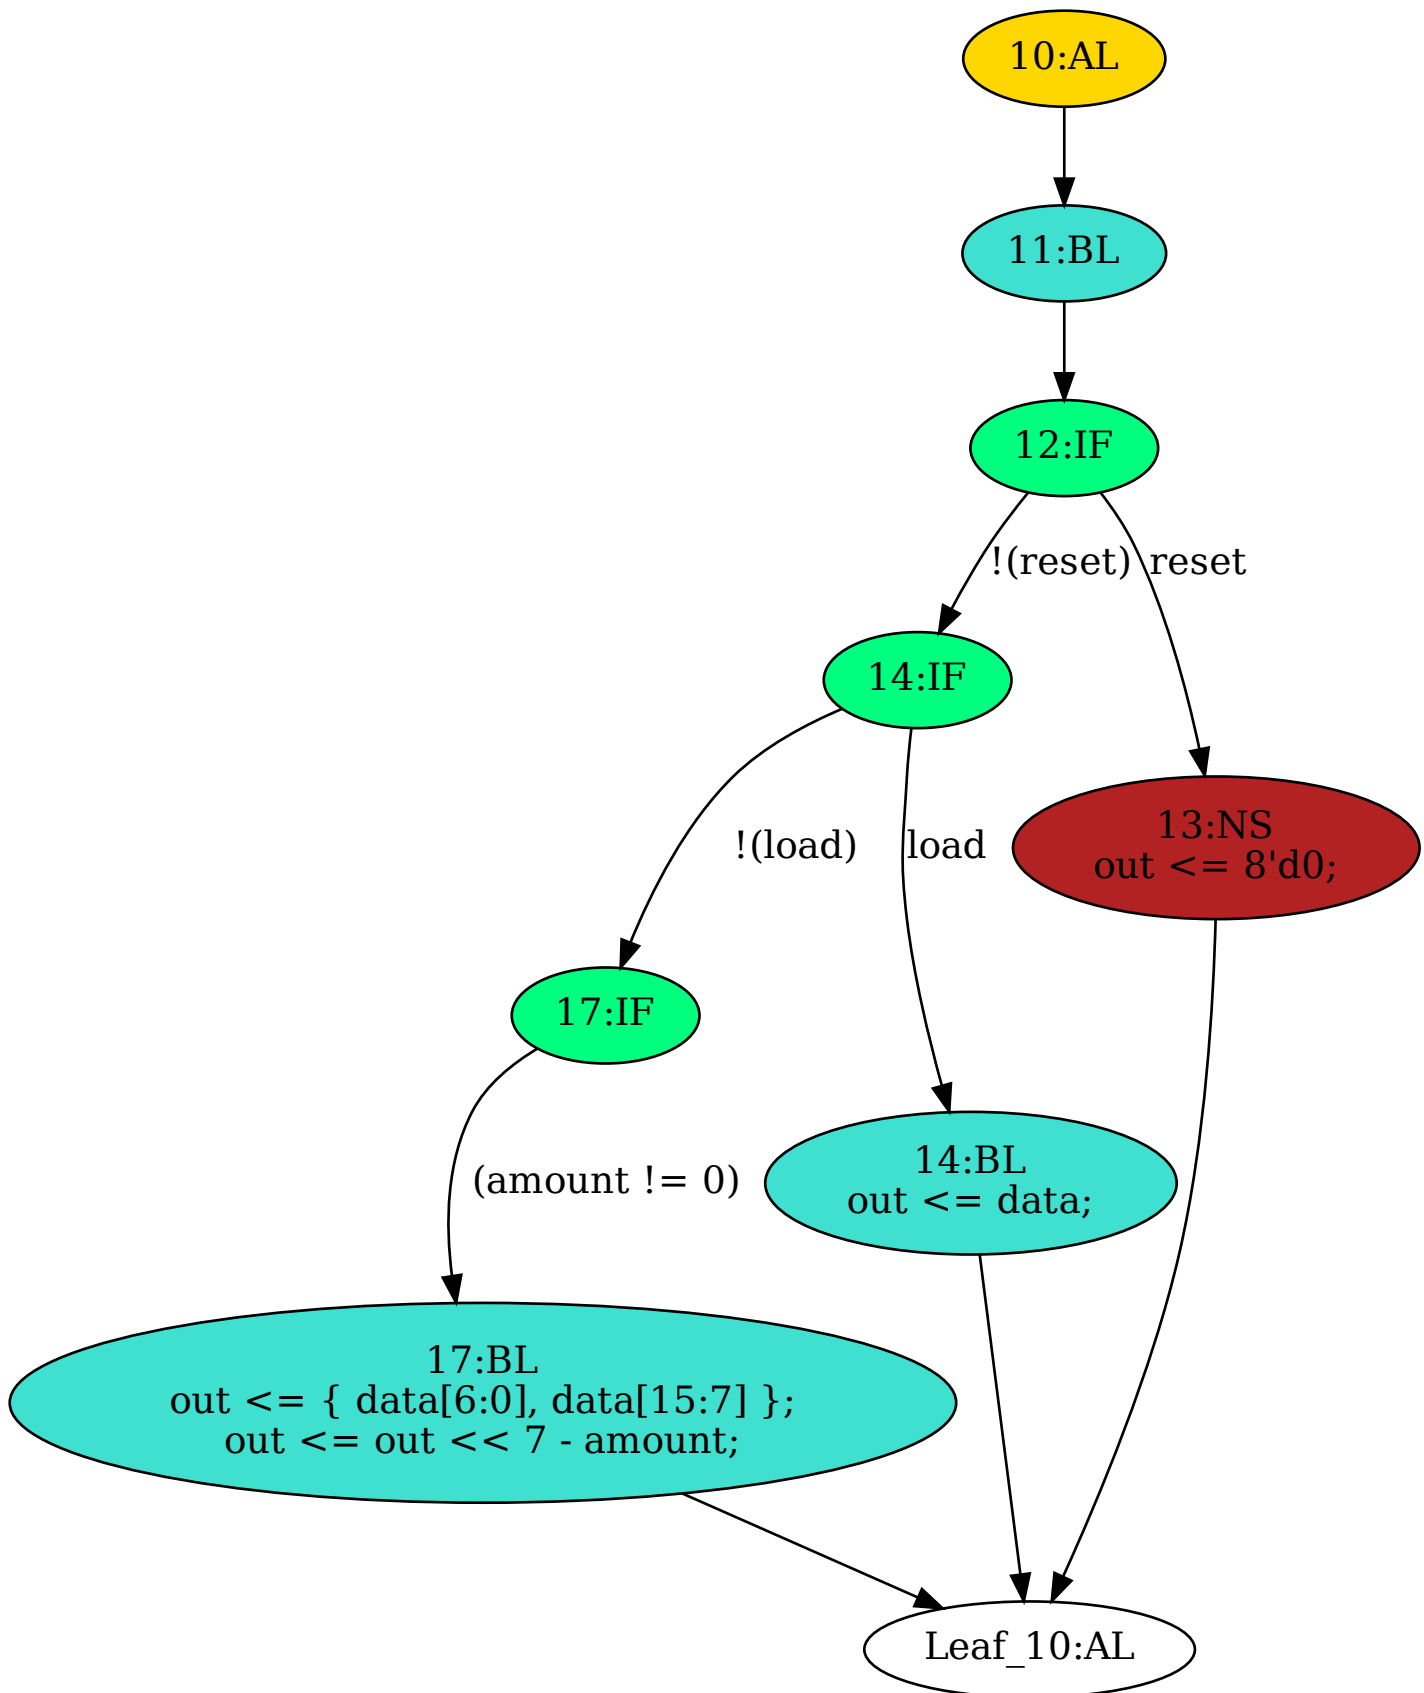 10:AL
11:BL
12:IF
!(reset)
reset
14:IF
13:NS
out <= 8'd0;
!(load)
load
17:IF
14:BL
out <= data;
(amount != 0)
17:BL
out <= { data[6:0], data[15:7] };
out <= out << 7 - amount;
Leaf_10:AL